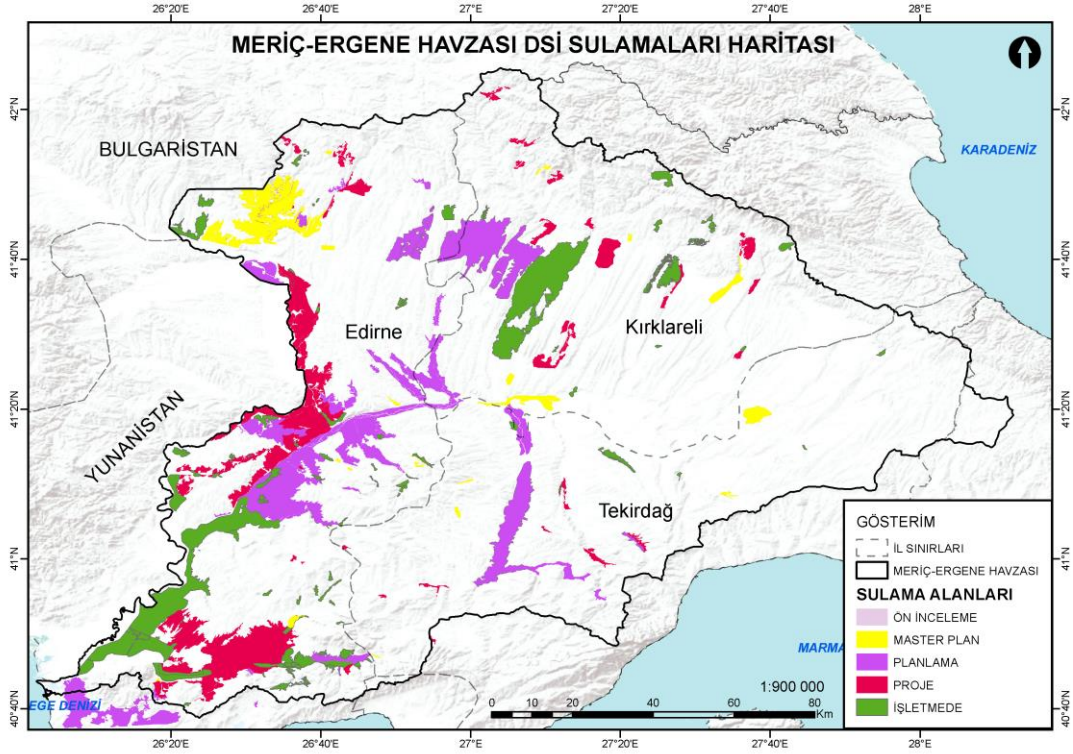 26°20'E 26°40'E 27°E 27°20'E 27°40'E 28°E
MERİÇ-ERGENE HAVZASI DSİ SULAMALARI HARİTASI
42°N 42°N
BULGARİSTAN
KARADENİZ
41°40'N 41°40'N
Edirne
Kırklareli
41°20'N 41°20'N
YUNANİSTAN
Tekirdağ
41°N 41°N
GÖSTERİM
İL SINIRLARI
MERİÇ-ERGENE HAVZASI
SULAMA ALANLARI
ÖN İNCELEME
MASTER PLAN
PLANLAMA
PROJE
İŞLETMEDE
MARMA
1:900 000
0 10 20 40 60 80
Km
EGE DENİZİ
40°40'N 40°40'N
26°20'E 26°40'E 27°E 27°20'E 27°40'E 28°E